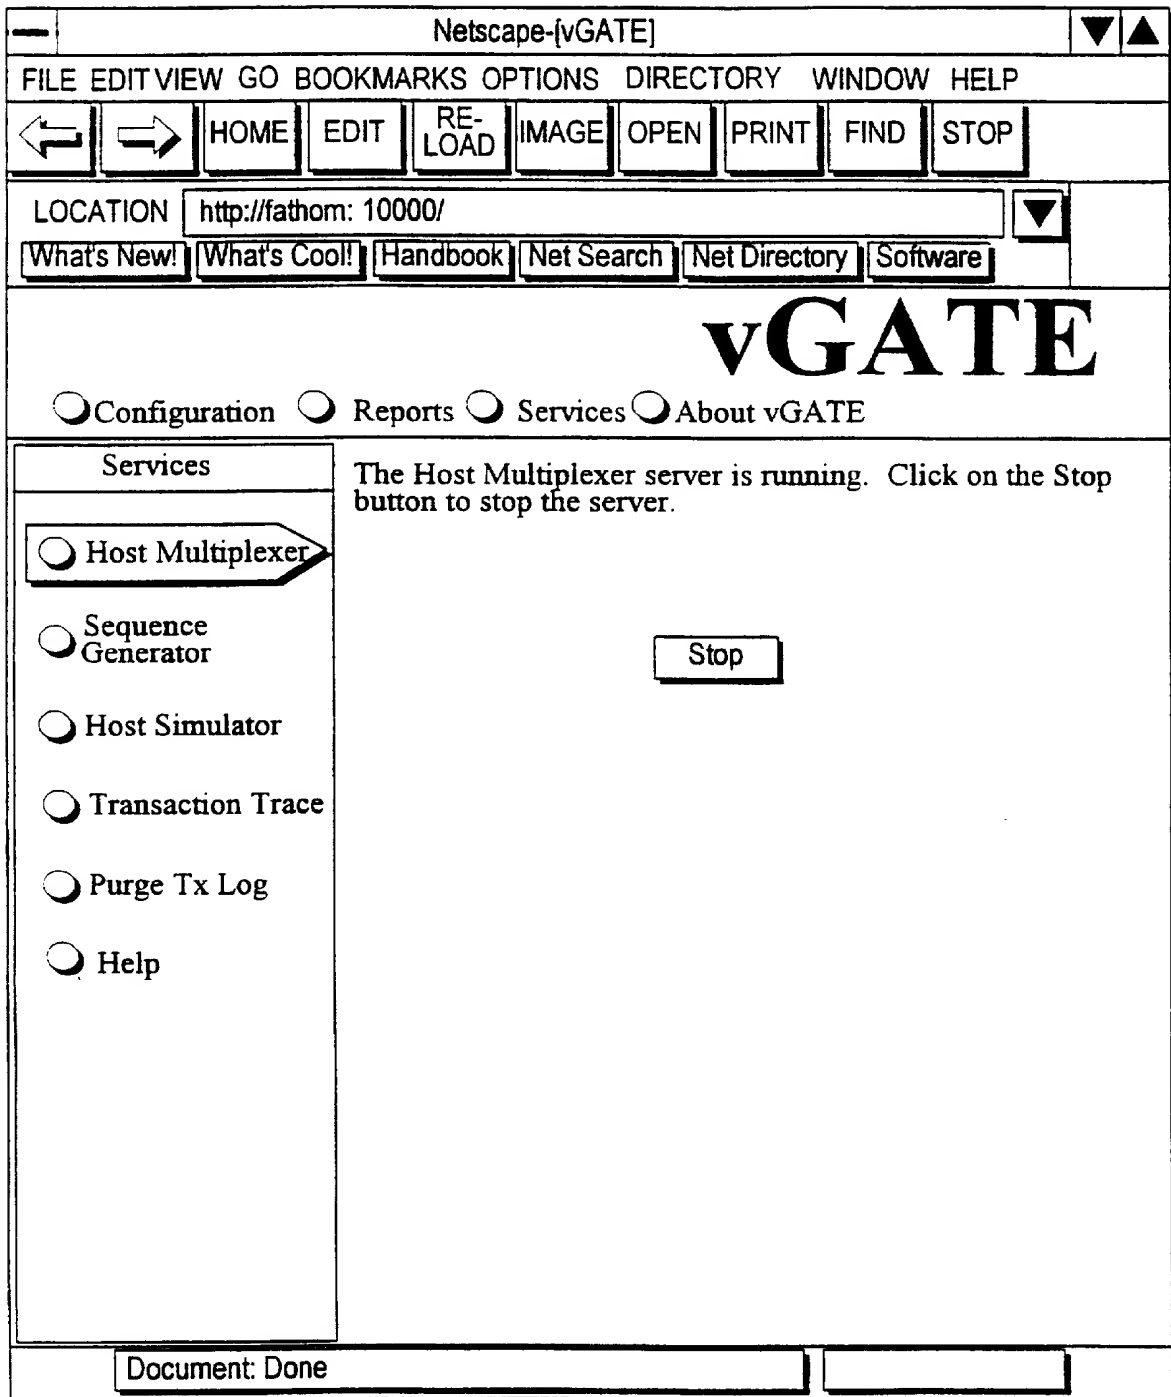 Netscape-[vGATE]
FILE EDIT VIEW GO BOOKMARKS OPTIONS DIRECTORY WINDOW HELP
HOME EDIT RE-LOAD IMAGE OPEN PRINT FIND STOP
LOCATION http://fathom: 10000/
What's New! What's Cool! Handbook Net Search Net Directory Software
vGATE
Configuration Reports Services About vGATE
Services
Host Multiplexer
Sequence
Generator
Host Simulator
Transaction Trace
Purge Tx Log
Help
The Host Multiplexer server is running. Click on the Stop
button to stop the server.
Stop
Document: Done